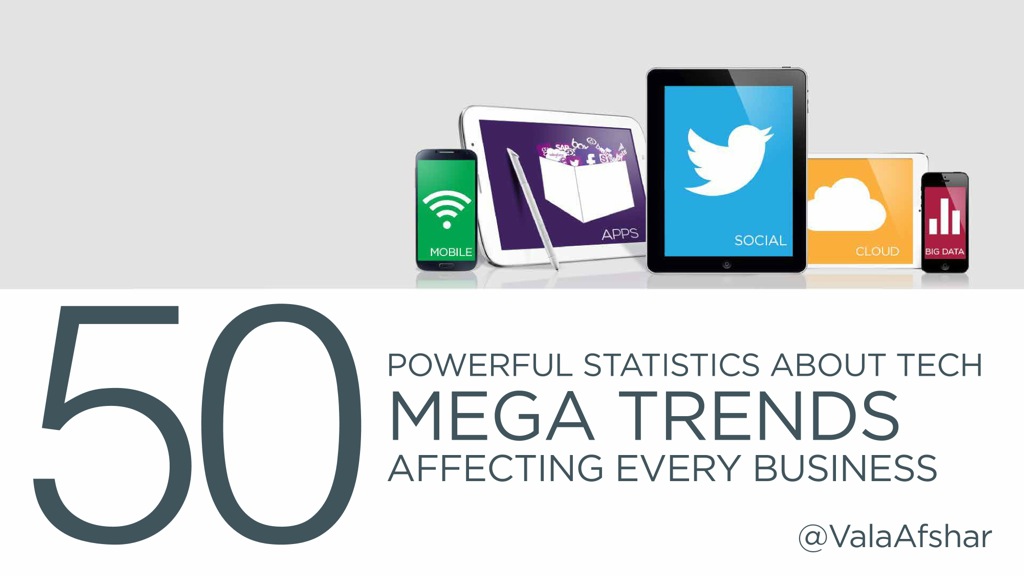 MOBILE
APPS
SOCIAL
CLOUD
BIG DATA
50
POWERFUL STATISTICS ABOUT TECH
MEGA TRENDS
AFFECTING EVERY BUSINESS
@ValaAfshar